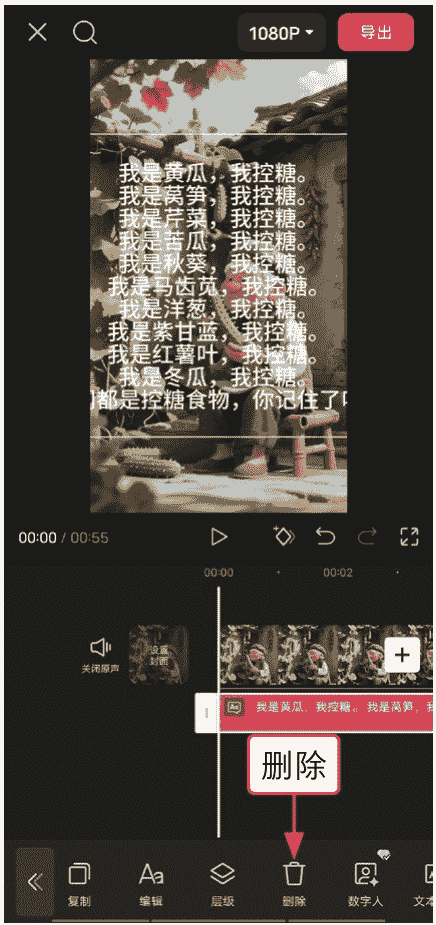 1080P
导出
我是黄瓜，我控糖。
我是莴笋，我控糖。
我是芹菜，我控糖。
我是苦瓜，我控糖。
我是秋葵，我控糖。
我是马齿苋，我控糖。
我是洋葱，我控糖。
我是紫甘蓝，我控糖。
我是红薯叶，我控糖。
我是冬瓜，我控糖。
都是控糖食物，你记住了
00:00 / 00:55
00:00
00:02
关闭原声
设置
封面
我是黄瓜，我控糖。我是莴笋，
删除
复制
编辑
层级
删除
数字人
文本